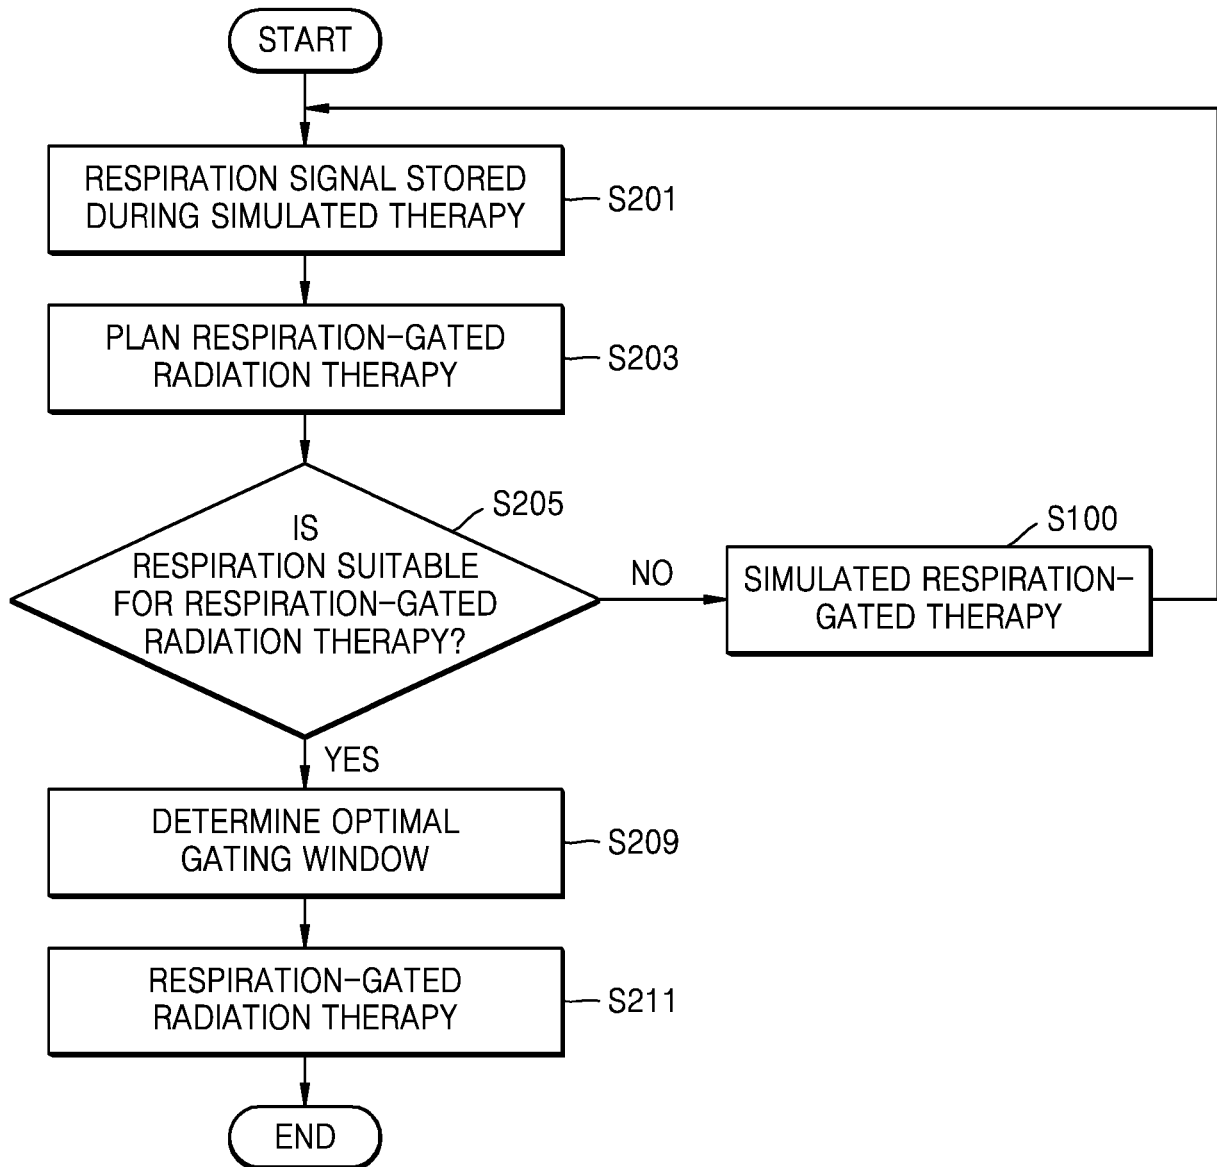 START
RESPIRATION SIGNAL STORED
DURING SIMULATED THERAPY
S201
PLAN RESPIRATION-GATED
RADIATION THERAPY
S203
IS
RESPIRATION SUITABLE
FOR RESPIRATION-GATED
RADIATION THERAPY?
S205
NO
SIMULATED RESPIRATION-
GATED THERAPY
S100
YES
DETERMINE OPTIMAL
GATING WINDOW
S209
RESPIRATION-GATED
RADIATION THERAPY
S211
END